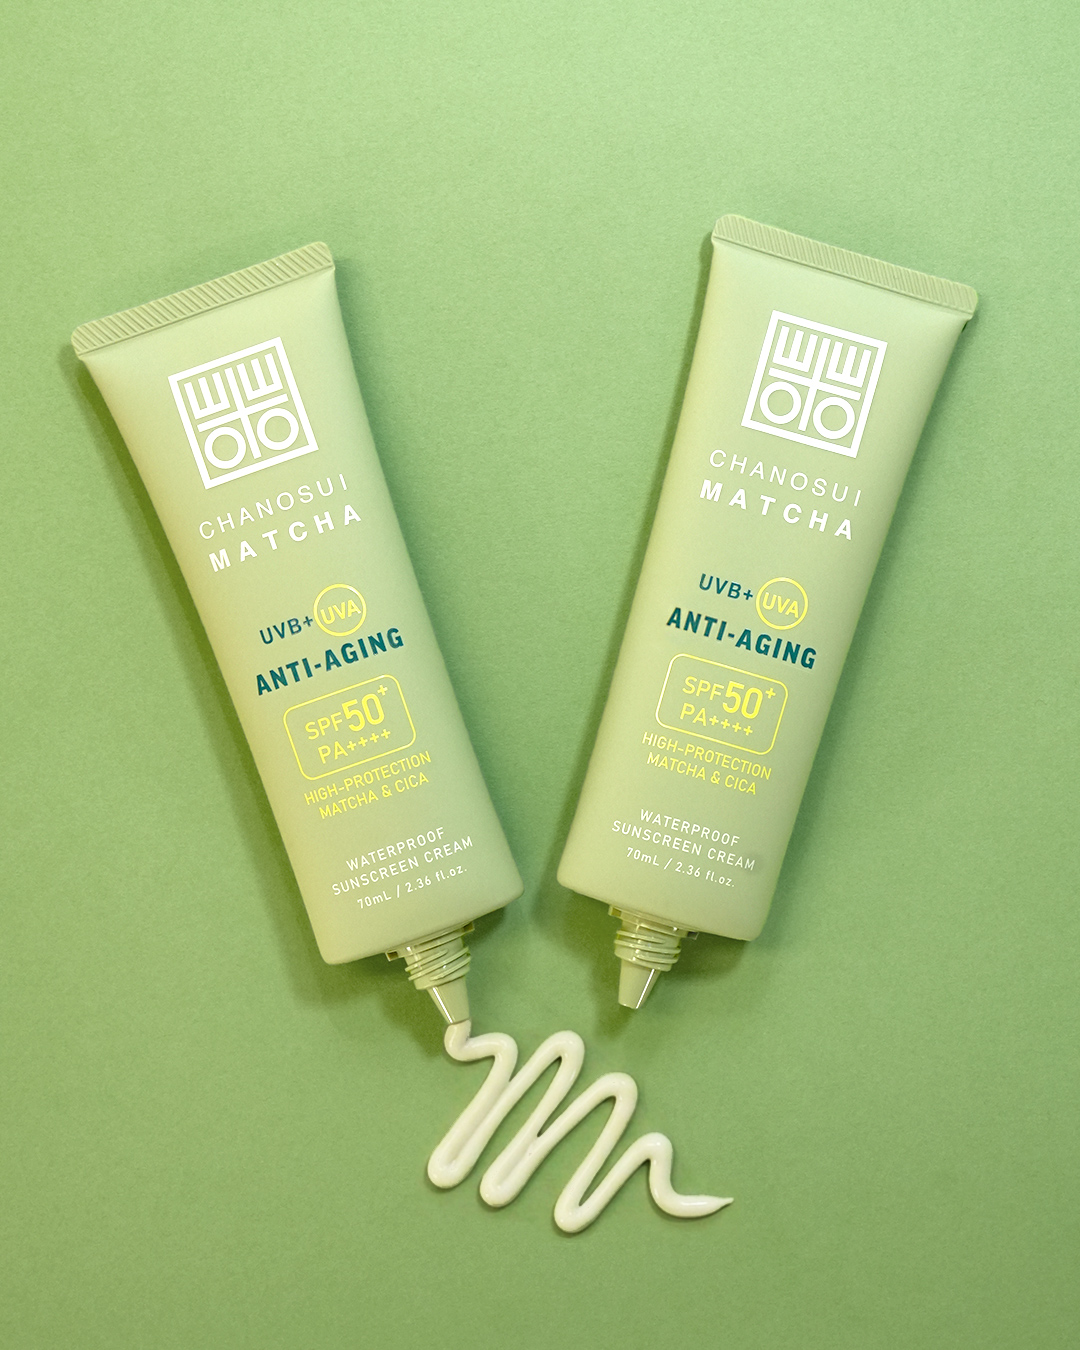 CHANOSUI
MATCHA
UVB+ UVA
ANTI-AGING
SPF50+
PA++++
HIGH-PROTECTION
MATCHA & CICA
WATERPROOF
SUNSCREEN CREAM
70mL / 2.36 fl.oz.
CHANOSUI
MATCHA
UVB+ UVA
ANTI-AGING
SPF50+
PA++++
HIGH-PROTECTION
MATCHA & CICA
WATERPROOF
SUNSCREEN CREAM
70mL / 2.36 fl.oz.